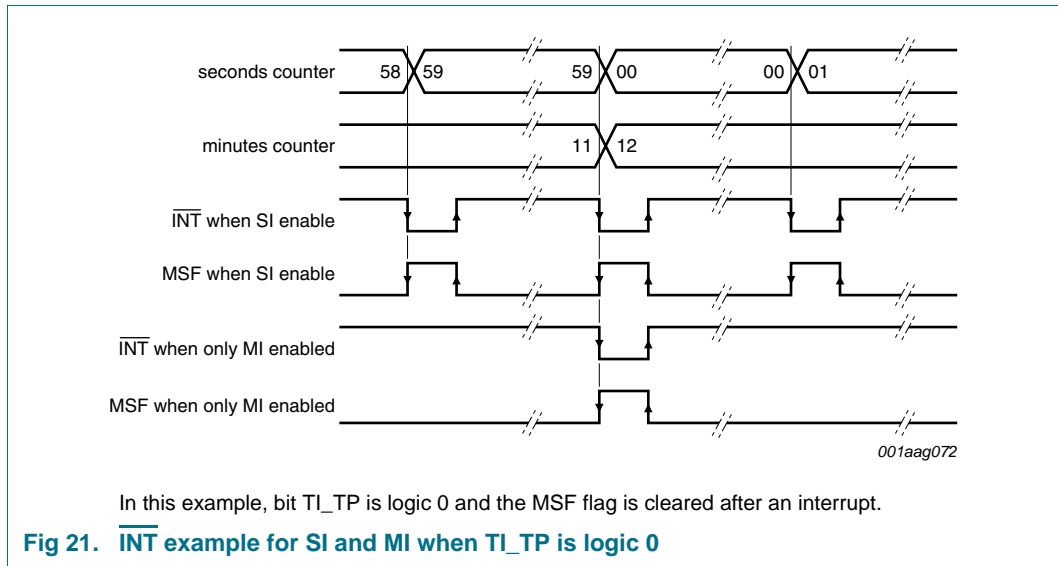 seconds counter 58 59 59 00 00 01
minutes counter 11 12
INT when SI enable
MSF when SI enable
INT when only MI enabled
MSF when only MI enabled
001aag072
In this example, bit TI_TP is logic 0 and the MSF flag is cleared after an interrupt.
Fig 21. INT example for SI and MI when TI_TP is logic 0